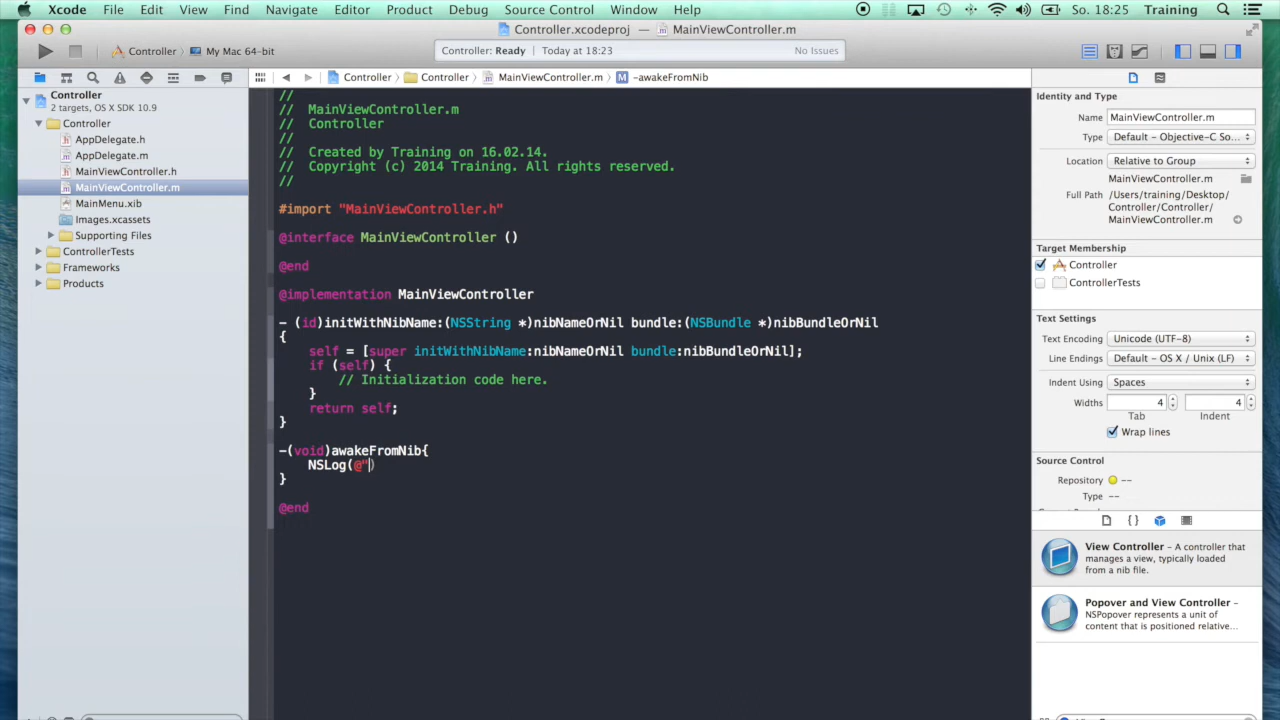 Xcode File Edit View Find Navigate Editor Product Debug Source Control Window Help So. 18:25 Training
Controller.xcodeproj — MainViewController.m
Controller My Mac 64-bit
Controller: Ready Today at 18:23 No Issues
Controller Controller MainViewController.m M -awakeFromNib
Controller
2 targets, OS X SDK 10.9
Controller
AppDelegate.h
AppDelegate.m
MainViewController.h
MainViewController.m
MainMenu.xib
Images.xcassets
Supporting Files
ControllerTests
Frameworks
Products
//
// MainViewController.m
// Controller
//
// Created by Training on 16.02.14.
// Copyright (c) 2014 Training. All rights reserved.
//
#import "MainViewController.h"
@interface MainViewController ()
@end
@implementation MainViewController
- (id)initWithNibName:(NSString *)nibNameOrNil bundle:(NSBundle *)nibBundleOrNil
{
self = [super initWithNibName:nibNameOrNil bundle:nibBundleOrNil];
if (self) {
// Initialization code here.
}
return self;
}
-(void)awakeFromNib{
NSLog(@")
}
@end
Identity and Type
Name MainViewController.m
Type Default - Objective-C So...
Location Relative to Group
MainViewController.m
Full Path /Users/training/Desktop/
Controller/Controller/
MainViewController.m
Target Membership
Controller
ControllerTests
Text Settings
Text Encoding Unicode (UTF-8)
Line Endings Default - OS X / Unix (LF)
Indent Using Spaces
Widths 4 4
Tab Indent
Wrap lines
Source Control
Repository --
Type --
{ }
View Controller - A controller that
manages a view, typically loaded
from a nib file.
Popover and View Controller -
NSPopover represents a unit of
content that is positioned relative...